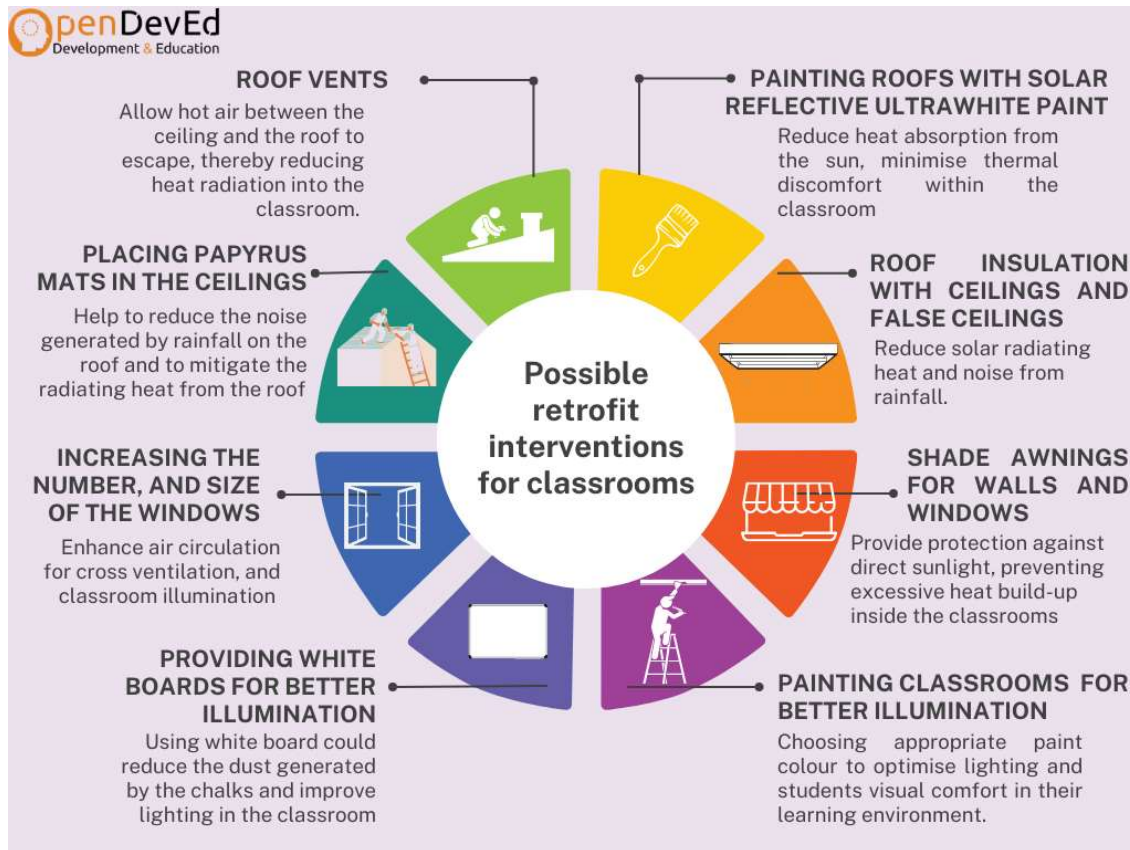 OpenDevEd
Development & Education
ROOF VENTS
Allow hot air between the
ceiling and the roof to
escape, thereby reducing
heat radiation into the
classroom.
PAINTING ROOFS WITH SOLAR
REFLECTIVE ULTRAWHITE PAINT
Reduce heat absorption from
the sun, minimise thermal
discomfort within the
classroom
PLACING PAPYRUS
MATS IN THE CEILINGS
Help to reduce the noise
generated by rainfall on the
roof and to mitigate the
radiating heat from the roof
ROOF INSULATION
WITH CEILINGS AND
FALSE CEILINGS
Reduce solar radiating
heat and noise from
rainfall.
Possible
retrofit
interventions
for classrooms
INCREASING THE
NUMBER, AND SIZE
OF THE WINDOWS
Enhance air circulation
for cross ventilation, and
classroom illumination
SHADE AWNINGS
FOR WALLS AND
WINDOWS
Provide protection against
direct sunlight, preventing
excessive heat build-up
inside the classrooms
PROVIDING WHITE
BOARDS FOR BETTER
ILLUMINATION
Using white board could
reduce the dust generated
by the chalks and improve
lighting in the classroom
PAINTING CLASSROOMS FOR
BETTER ILLUMINATION
Choosing appropriate paint
colour to optimise lighting and
students visual comfort in their
learning environment.